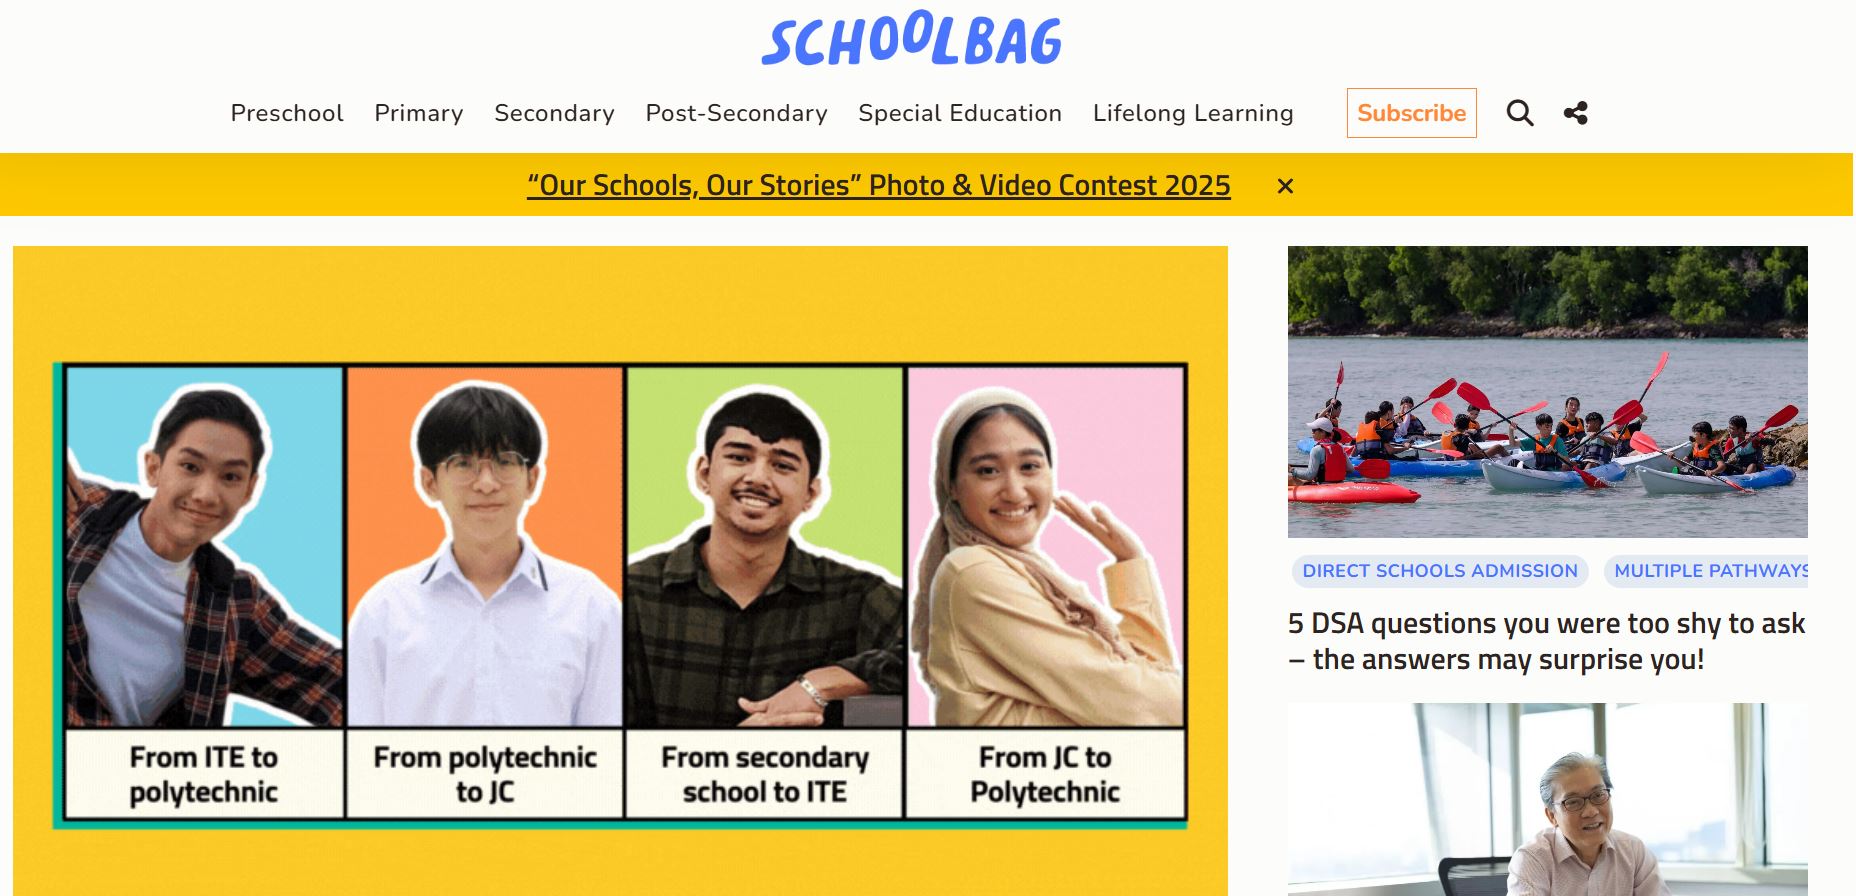 SCHOOLBAG
Preschool Primary Secondary Post-Secondary Special Education Lifelong Learning Subscribe
“Our Schools, Our Stories” Photo & Video Contest 2025 ×
From ITE to
polytechnic
From polytechnic
to JC
From secondary
school to ITE
From JC to
Polytechnic
DIRECT SCHOOLS ADMISSION MULTIPLE PATHWAYS
5 DSA questions you were too shy to ask
– the answers may surprise you!